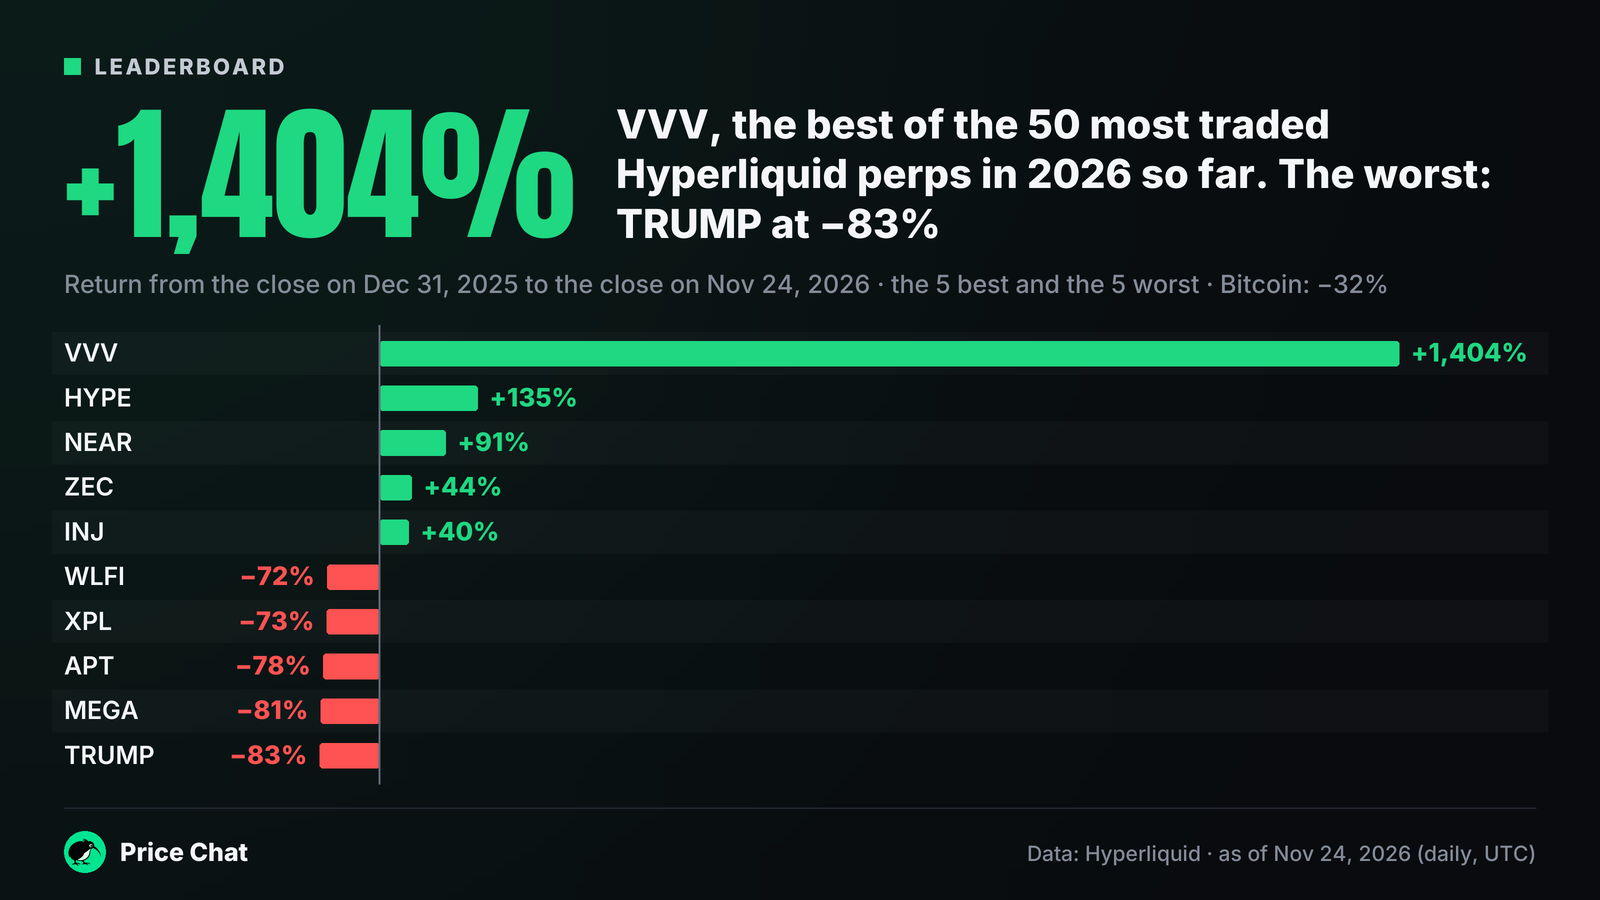 LEADERBOARD
+1,404%
VVV, the best of the 50 most traded
Hyperliquid perps in 2026 so far. The worst:
TRUMP at −83%
Return from the close on Dec 31, 2025 to the close on Nov 24, 2026 · the 5 best and the 5 worst · Bitcoin: −32%
VVV +1,404%
HYPE +135%
NEAR +91%
ZEC +44%
INJ +40%
WLFI −72%
XPL −73%
APT −78%
MEGA −81%
TRUMP −83%
Price Chat
Data: Hyperliquid · as of Nov 24, 2026 (daily, UTC)